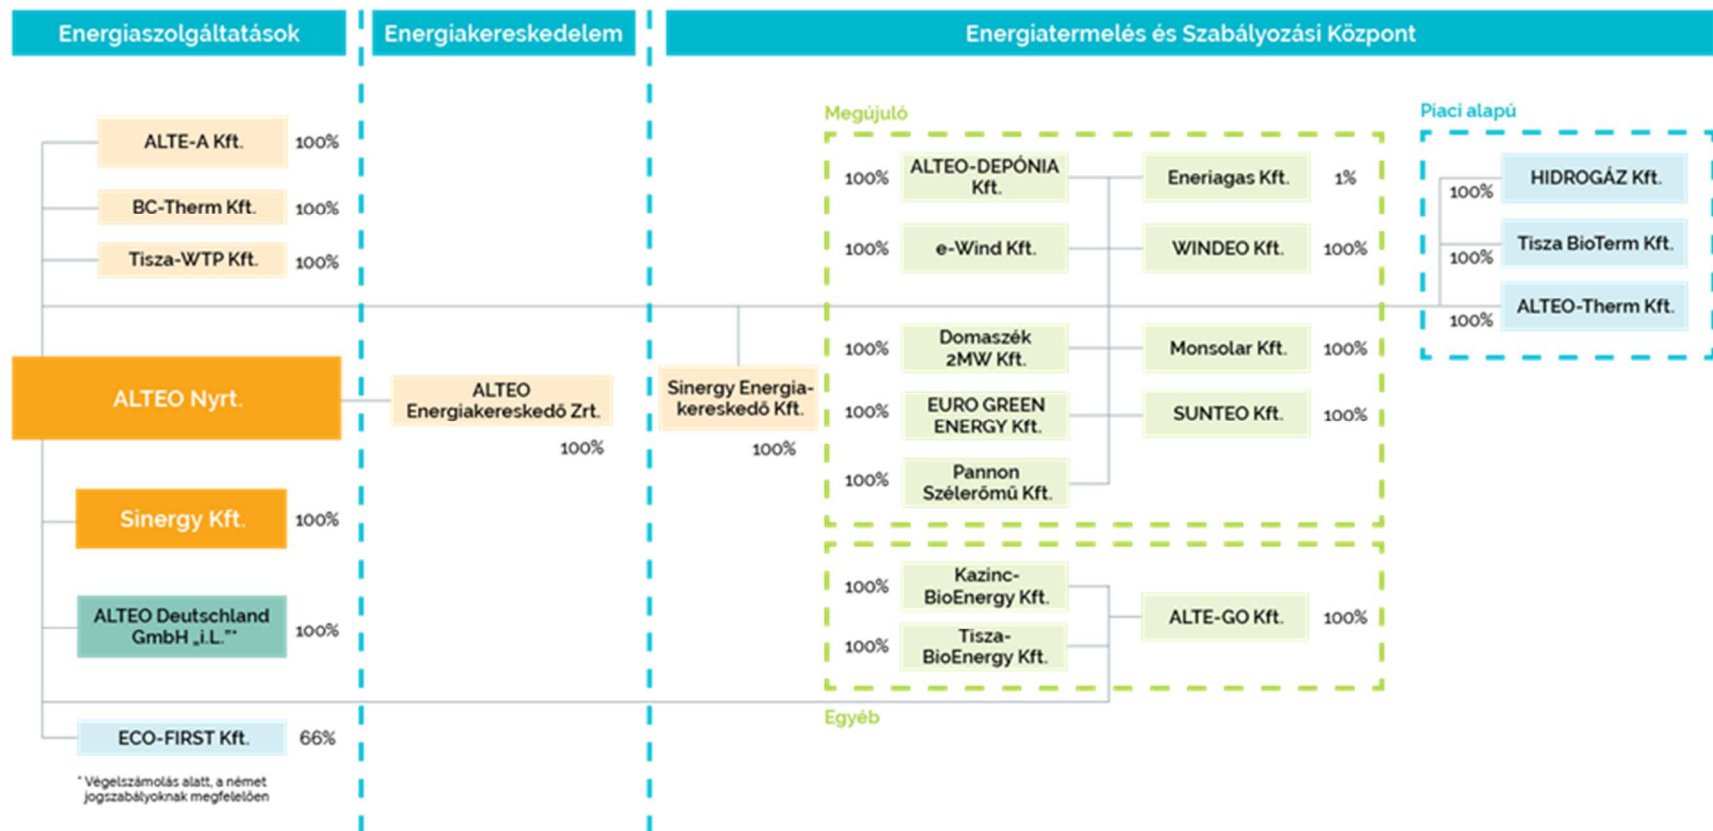 Energiaszolgáltatások
Energiakereskedelem
Energiatermelés és Szabályozási Központ
ALTE-A Kft.
100%
BC-Therm Kft.
100%
Tisza-WTP Kft.
100%
ALTEO Nyrt.
Sinergy Kft.
100%
ALTEO Deutschland
GmbH „i.L.”*
100%
ECO-FIRST Kft.
66%
* Végelszámolás alatt, a német
jogszabályoknak megfelelően
ALTEO
Energiakereskedő Zrt.
100%
Sinergy Energia-
kereskedő Kft.
100%
Megújuló
100%
ALTEO-DEPÓNIA
Kft.
Eneriagas Kft.
1%
100%
e-Wind Kft.
WINDEO Kft.
100%
100%
Domaszék
2MW Kft.
Monsolar Kft.
100%
100%
EURO GREEN
ENERGY Kft.
SUNTEO Kft.
100%
100%
Pannon
Szélerőmű Kft.
100%
Kazinc-
BioEnergy Kft.
ALTE-GO Kft.
100%
100%
Tisza-
BioEnergy Kft.
Egyéb
Piaci alapú
100%
HIDROGÁZ Kft.
100%
Tisza BioTerm Kft.
100%
ALTEO-Therm Kft.